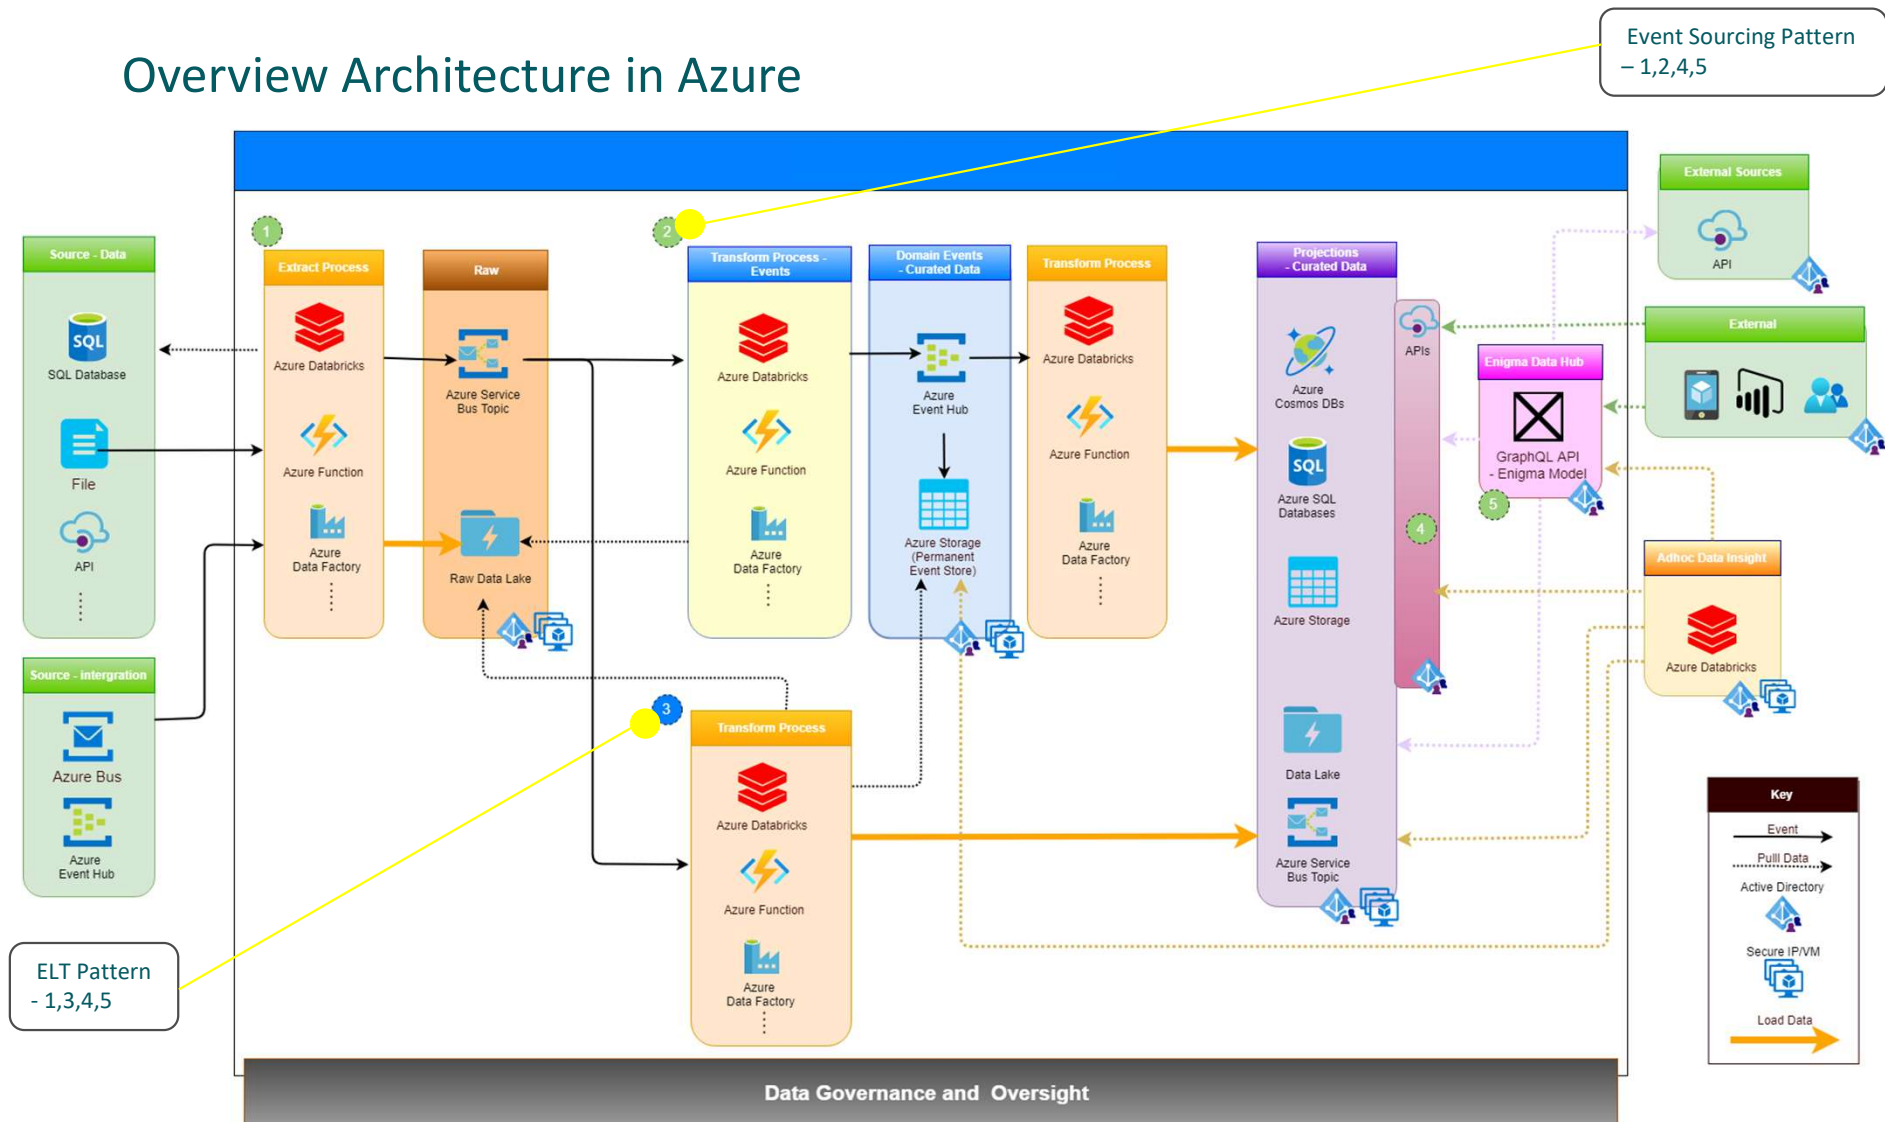 Overview Architecture in Azure
Event Sourcing Pattern
– 1,2,4,5
Source - Data
SQL
SQL Database
File
API
Source - intergration
Azure Bus
Azure
Event Hub
ELT Pattern
- 1,3,4,5
1
Extract Process
Azure Databricks
Azure Function
Azure
Data Factory
Raw
Azure Service
Bus Topic
Raw Data Lake
2
Transform Process -
Events
Azure Databricks
Azure Function
Azure
Data Factory
Domain Events
- Curated Data
Azure
Event Hub
Azure Storage
(Permanent
Event Store)
Transform Process
Azure Databricks
Azure Function
Azure
Data Factory
3
Transform Process
Azure Databricks
Azure Function
Azure
Data Factory
Projections
- Curated Data
Azure
Cosmos DBs
SQL
Azure SQL
Databases
Azure Storage
Data Lake
Azure Service
Bus Topic
APIs
4
Enigma Data Hub
GraphQL API
- Enigma Model
5
External Sources
API
External
Adhoc Data Insight
Azure Databricks
Key
Event
Pulll Data
Active Directory
Secure IP/VM
Load Data
Data Governance and Oversight